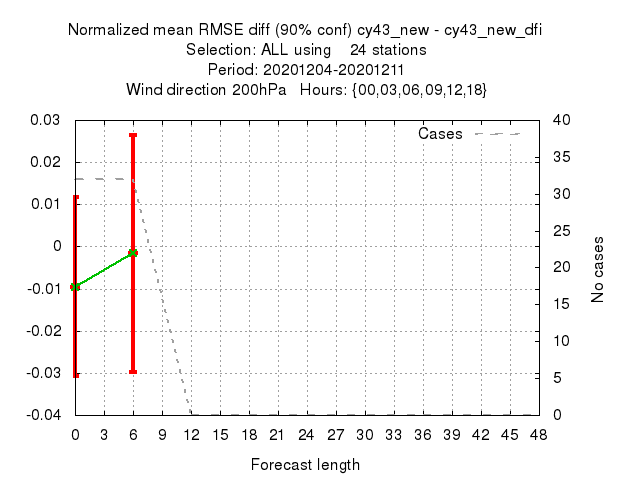 Normalized mean RMSE diff (90% conf) cy43_new - cy43_new_dfi
Selection: ALL using    24 stations
Period: 20201204-20201211
Wind direction 200hPa   Hours: {00,03,06,09,12,18}
Cases
0.03
0.02
0.01
0
-0.01
-0.02
-0.03
-0.04
40
35
30
25
20
15
10
5
0
No cases
0 3 6 9 12 15 18 21 24 27 30 33 36 39 42 45 48
Forecast length